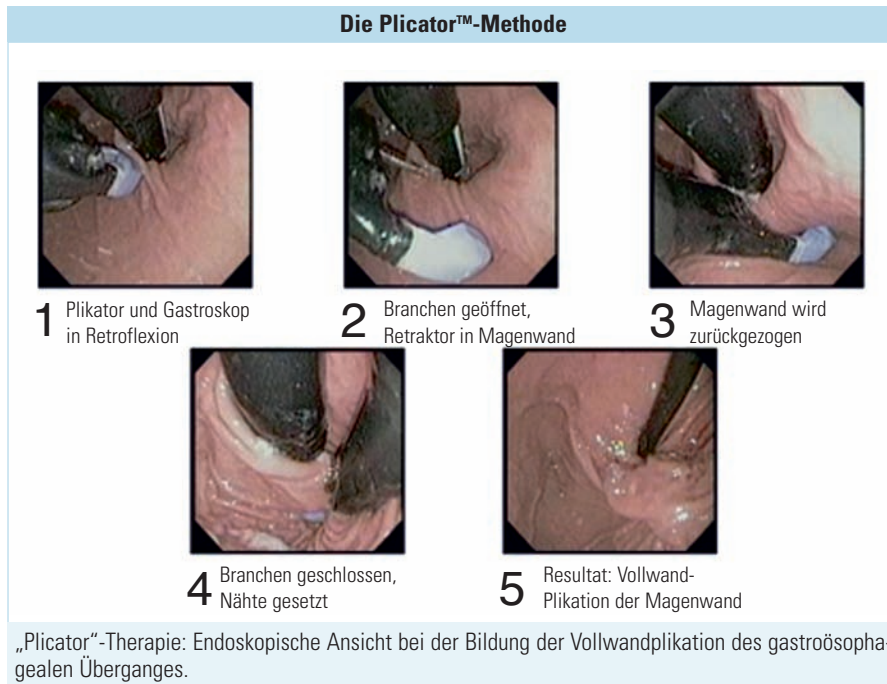 Die Plicator™-Methode
1 Plikator und Gastroskop
in Retroflexion
2 Branchen geöffnet,
Retraktor in Magenwand
3 Magenwand wird
zurückgezogen
4 Branchen geschlossen,
Nähte gesetzt
5 Resultat: Vollwand-
Plikation der Magenwand
„Plicator“-Therapie: Endoskopische Ansicht bei der Bildung der Vollwandplikation des gastroösopha-
gealen Überganges.